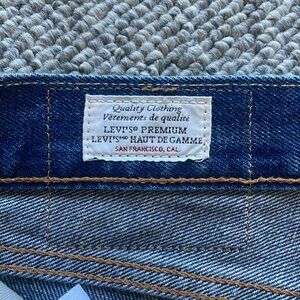 Quality Clothing
Vêtements de qualité
LEVI'S® PREMIUM
LEVI'S®MD HAUT DE GAMME
SAN FRANCISCO, CAL.